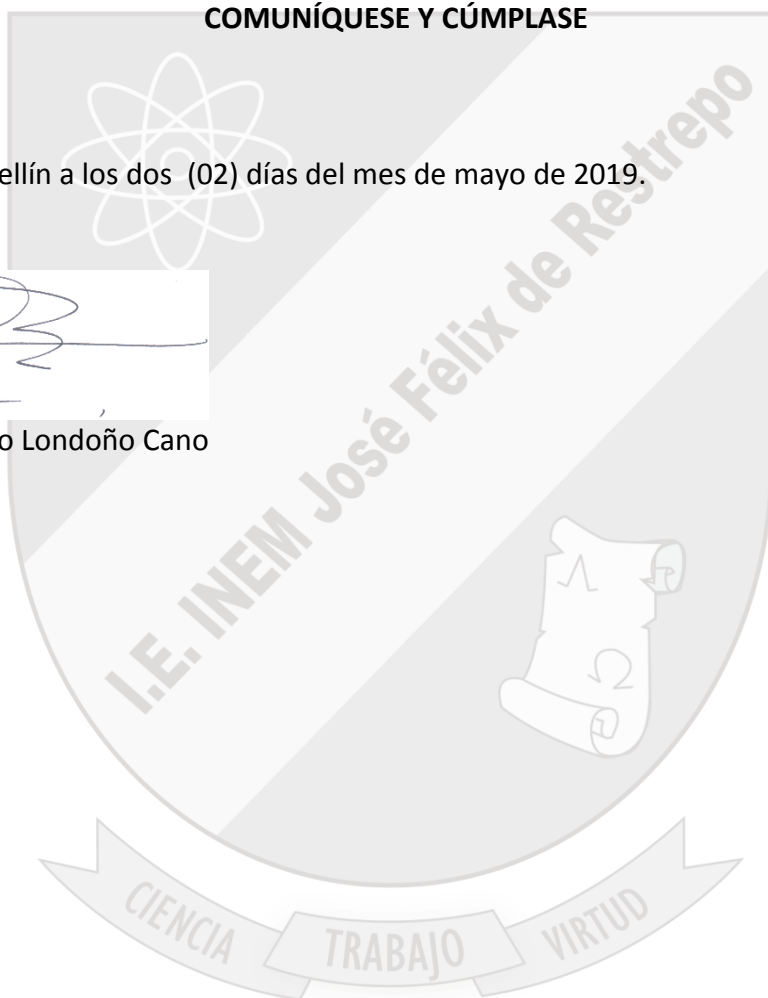 COMUNÍQUESE Y CÚMPLASE
ellín a los dos (02) días del mes de mayo de 2019.
o Londoño Cano
I.E. INEM José Félix de Restrepo
Λ
Ω
CIENCIA TRABAJO VIRTUD